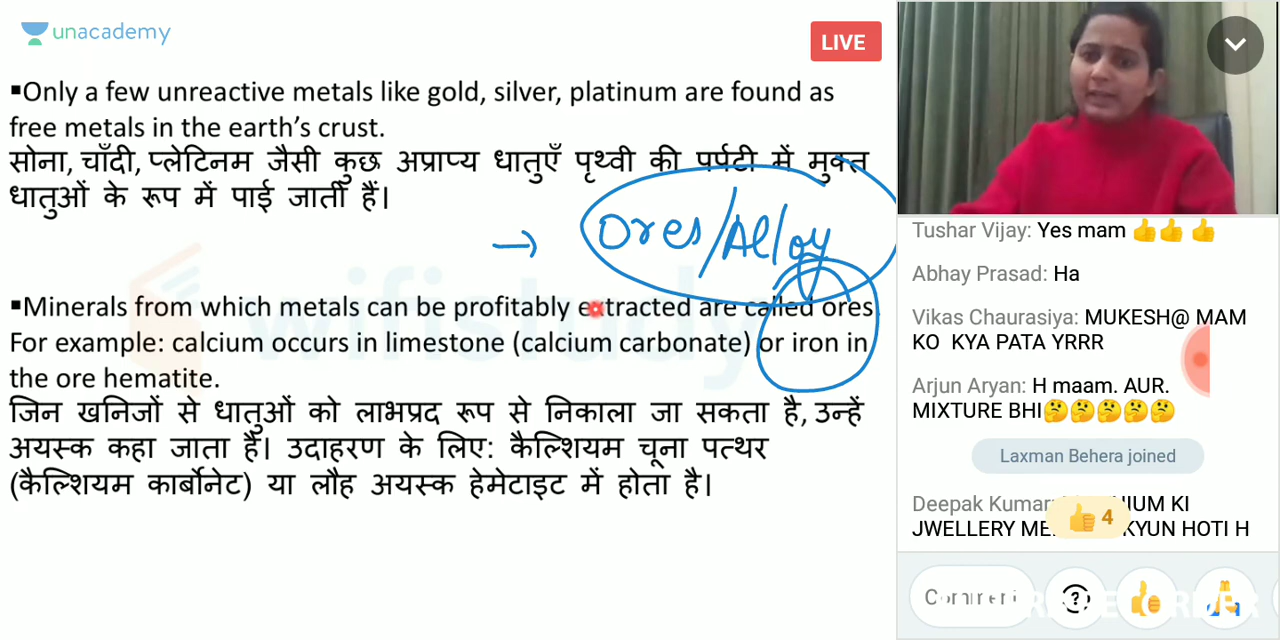 unacademy
LIVE
▪Only a few unreactive metals like gold, silver, platinum are found as
free metals in the earth's crust.
सोना, चाँदी, प्लेटिनम जैसी कुछ अप्राप्य धातुएँ पृथ्वी की पर्पटी में मुक्त
धातुओं के रूप में पाई जाती हैं।
→ Ores/Alloy
▪Minerals from which metals can be profitably extracted are called ores.
For example: calcium occurs in limestone (calcium carbonate) or iron in
the ore hematite.
जिन खनिजों से धातुओं को लाभप्रद रूप से निकाला जा सकता है, उन्हें
अयस्क कहा जाता है। उदाहरण के लिए: कैल्शियम चूना पत्थर
(कैल्शियम कार्बोनेट) या लौह अयस्क हेमेटाइट में होता है।
wifistudy
Tushar Vijay: Yes mam 👍👍 👍
Abhay Prasad: Ha
Vikas Chaurasiya: MUKESH@ MAM
KO KYA PATA YRRR
Arjun Aryan: H maam. AUR.
MIXTURE BHI🤔🤔🤔🤔🤔
Laxman Behera joined
Deepak Kumar KI
JWELLERY KYUN HOTI H
👍 4
Comment